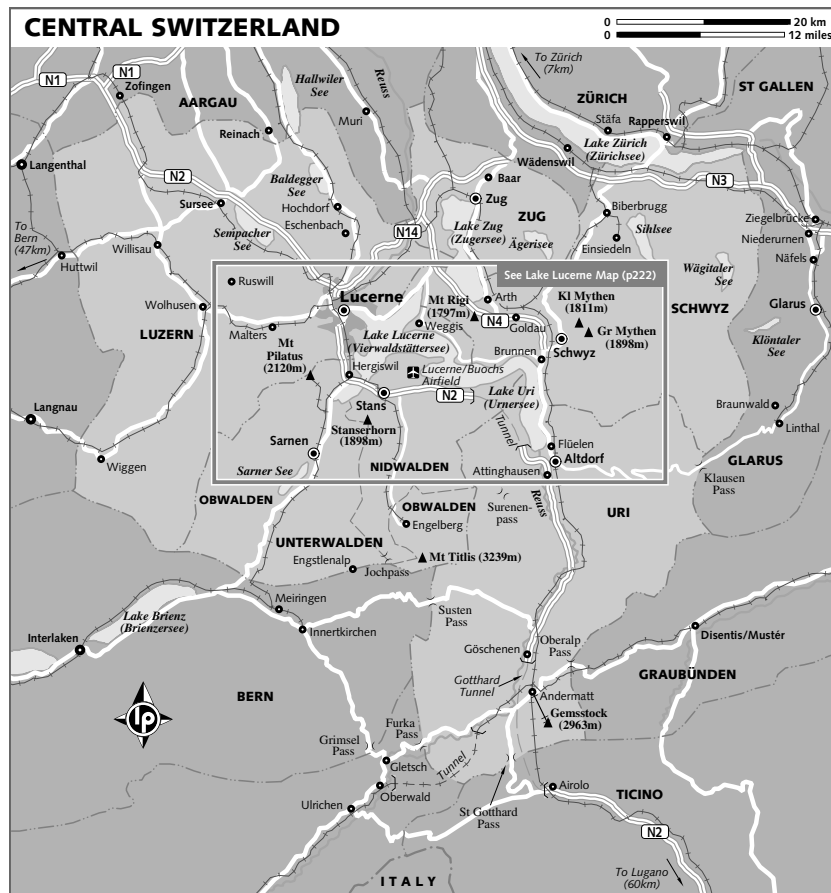 CENTRAL SWITZERLAND
0 20 km
0 12 miles
To Zürich
(7km)
N1
N1
Zofingen
AARGAU
Hallwiler
See
Reuss
Muri
Reinach
ZÜRICH
ST GALLEN
Stäfa
Rapperswil
Lake Zürich
(Zürichsee)
Wädenswil
Langenthal
N2
Baldegger
See
Baar
N3
Sursee
Hochdorf
Zug
ZUG
Biberbrugg
Ziegelbrücke
To
Bern
(47km)
Sempacher
See
Eschenbach
N14
Lake Zug
(Zugersee)
Ägerisee
Sihlsee
Einsiedeln
Niederurnen
Näfels
Willisau
Huttwil
Wägitaler
See
See Lake Lucerne Map (p222)
Ruswill
Lucerne
Mt Rigi
(1797m)
Arth
Kl Mythen
(1811m)
SCHWYZ
Wolhusen
Weggis
N4
Goldau
Glarus
LUZERN
Malters
Lake Lucerne
(Vierwaldstättersee)
Gr Mythen
(1898m)
Schwyz
Brunnen
Klöntaler
See
Mt
Pilatus
(2120m)
Hergiswil
Lucerne/Buochs
Airfield
Stans
N2
Lake Uri
(Urnersee)
Braunwald
Langnau
Stanserhorn
(1898m)
Tunnel
Linthal
Sarnen
Flüelen
Altdorf
Wiggen
Sarner See
NIDWALDEN
Attinghausen
GLARUS
Klausen
Pass
OBWALDEN
OBWALDEN
Reuss
Surenen-
pass
URI
Engelberg
UNTERWALDEN
Engstlenalp
Jochpass
Mt Titlis (3239m)
Meiringen
Lake Brienz
(Brienzersee)
Susten
Pass
Innertkirchen
Interlaken
Göschenen
Oberalp
Pass
Disentis/Mustér
GRAUBÜNDEN
Gotthard
Tunnel
BERN
Andermatt
lp
Furka
Pass
Gemsstock
(2963m)
Grimsel
Pass
Gletsch
Tunnel
Oberwald
Airolo
TICINO
Ulrichen
St Gotthard
Pass
N2
To Lugano
(60km)
ITALY